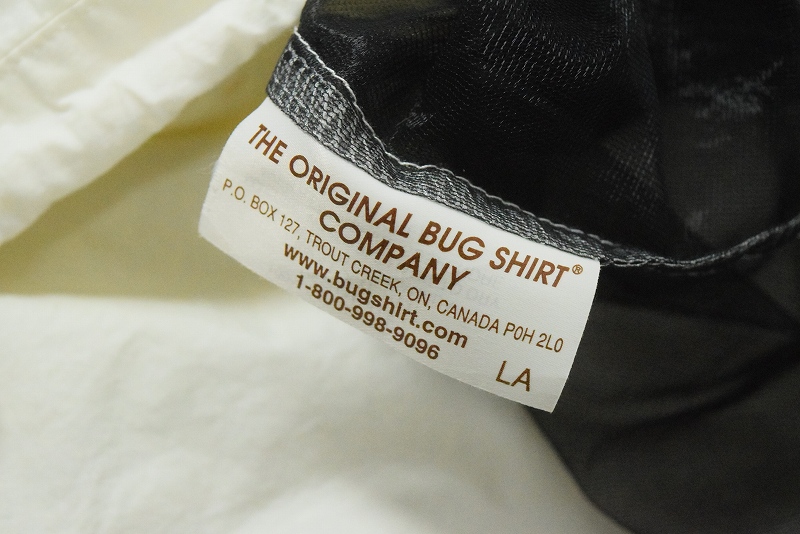 THE ORIGINAL BUG SHIRT®
COMPANY
P.O. BOX 127, TROUT CREEK, ON, CANADA P0H 2L0
www.bugshirt.com
1-800-998-9096
LA